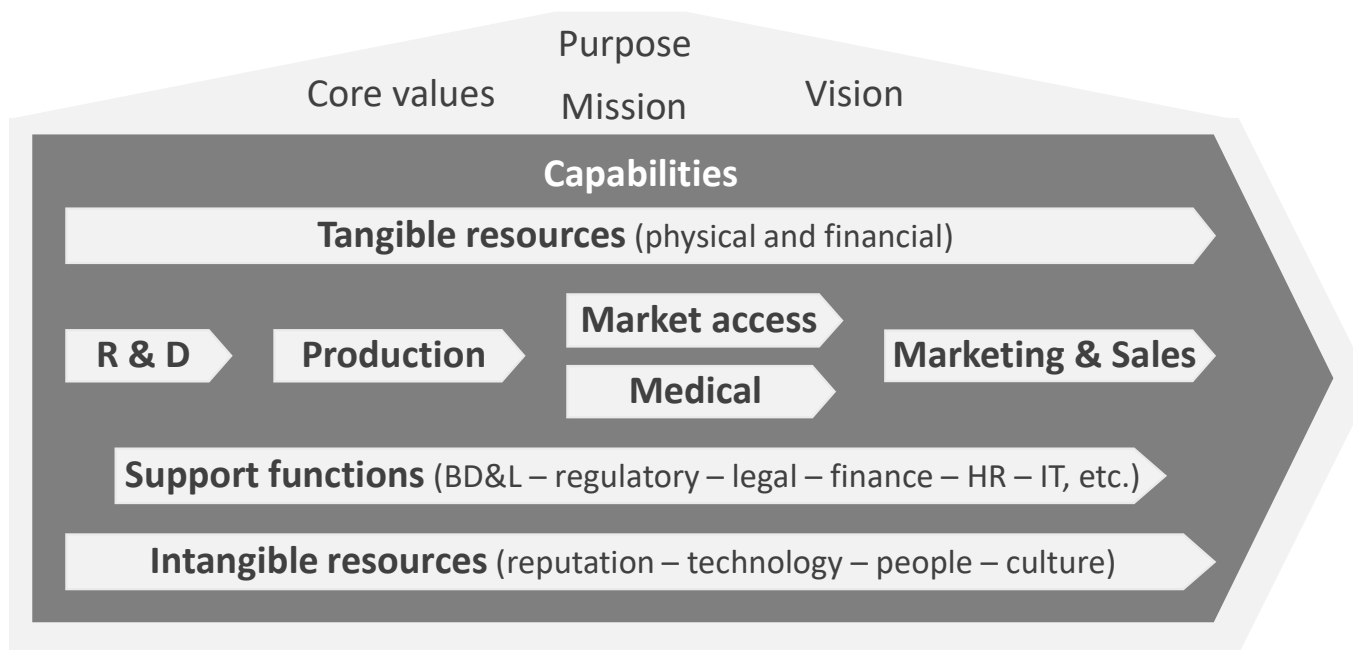 Purpose
Core values
Mission
Vision
Capabilities
Tangible resources (physical and financial)
R & D
Production
Market access
Medical
Marketing & Sales
Support functions (BD&L – regulatory – legal – finance – HR – IT, etc.)
Intangible resources (reputation – technology – people – culture)